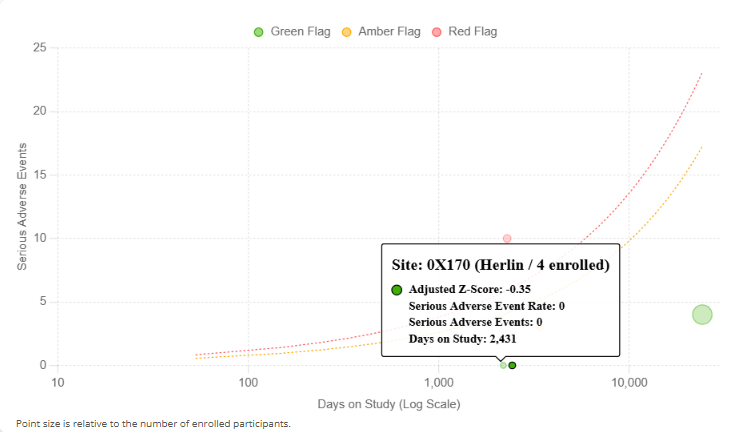 Green Flag Amber Flag Red Flag
25
20
15
10
5
0
Serious Adverse Events
Site: 0X170 (Herlin / 4 enrolled)
Adjusted Z-Score: -0.35
Serious Adverse Event Rate: 0
Serious Adverse Events: 0
Days on Study: 2,431
10 100 1,000 10,000
Days on Study (Log Scale)
Point size is relative to the number of enrolled participants.